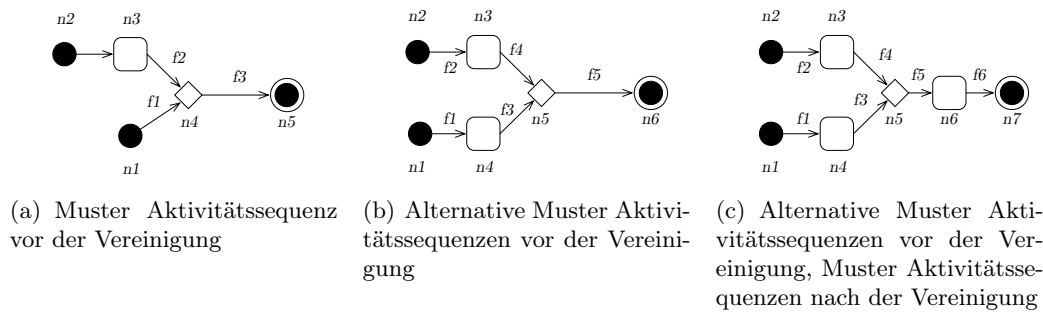 n2 n3
f2
f3
f1
n4 n5
n1
(a) Muster Aktivitätssequenz
vor der Vereinigung
n2 n3
f4
f2 f5
f1 f3
n5 n6
n1 n4
(b) Alternative Muster Aktivi-
tätssequenzen vor der Vereini-
gung
n2 n3
f4
f2 f5 f6
f1 f3
n5 n6 n7
n1 n4
(c) Alternative Muster Akti-
vitätssequenzen vor der Ver-
einigung, Muster Aktivitätsse-
quenzen nach der Vereinigung